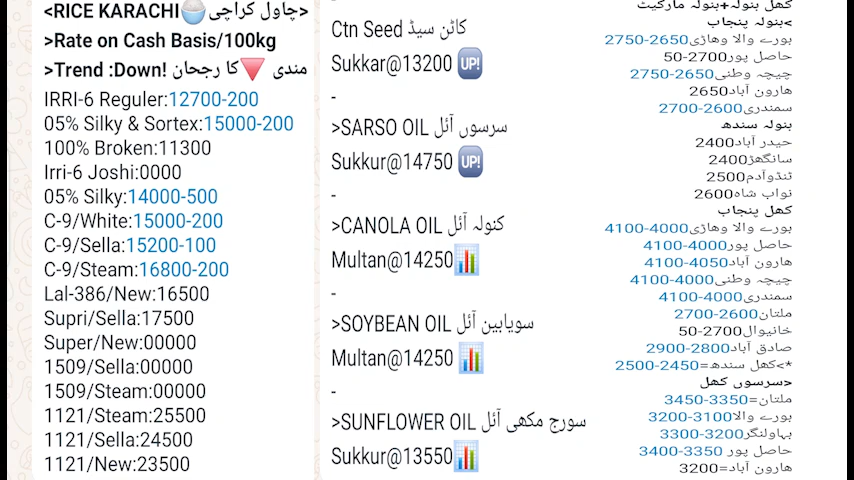 <RICE KARACHI🍚چاول کراچی>
>Rate on Cash Basis/100kg
>Trend :Down! مندی🔻کا رجحان
IRRI-6 Reguler:12700-200
05% Silky & Sortex:15000-200
100% Broken:11300
Irri-6 Joshi:0000
05% Silky:14000-500
C-9/White:15000-200
C-9/Sella:15200-100
C-9/Steam:16800-200
Lal-386/New:16500
Supri/Sella:17500
Super/New:00000
1509/Sella:00000
1509/Steam:00000
1121/Steam:25500
1121/Sella:24500
1121/New:23500
Ctn Seed کاٹن سیڈ
Sukkar@13200 🆙
-
>SARSO OIL سرسوں آئل
Sukkur@14750 🆙
-
>CANOLA OIL کنولہ آئل
Multan@14250📊
-
>SOYBEAN OIL سویابین آئل
Multan@14250 📊
-
>SUNFLOWER OIL سورج مکھی آئل
Sukkur@13550📊
کھل بنولہ+بنولہ مارکیٹ
>بنولہ پنجاب
بورے والا وھاڑی2650-2750
حاصل پور2700-50
چیچہ وطنی2650-2750
ھارون آباد2650
سمندری2600-2700
بنولہ سندھ
حیدر آباد2400
سانگھڑ2400
ٹنڈوآدم2500
نواب شاہ2600
کھل پنجاب
بورے والا وھاڑی4000-4100
حاصل پور4000-4100
ھارون آباد4050-4100
چیچہ وطنی4000-4100
سمندری4000-4100
ملتان2600-2700
خانیوال2700-50
صادق آباد2800-2900
*>کھل سندھ=2450-2500
<سرسوں کھل
ملتان=3350-3450
بورے والا3100-3200
بہاولنگر3200-3300
حاصل پور 3350-3400
ھارون آباد=3200